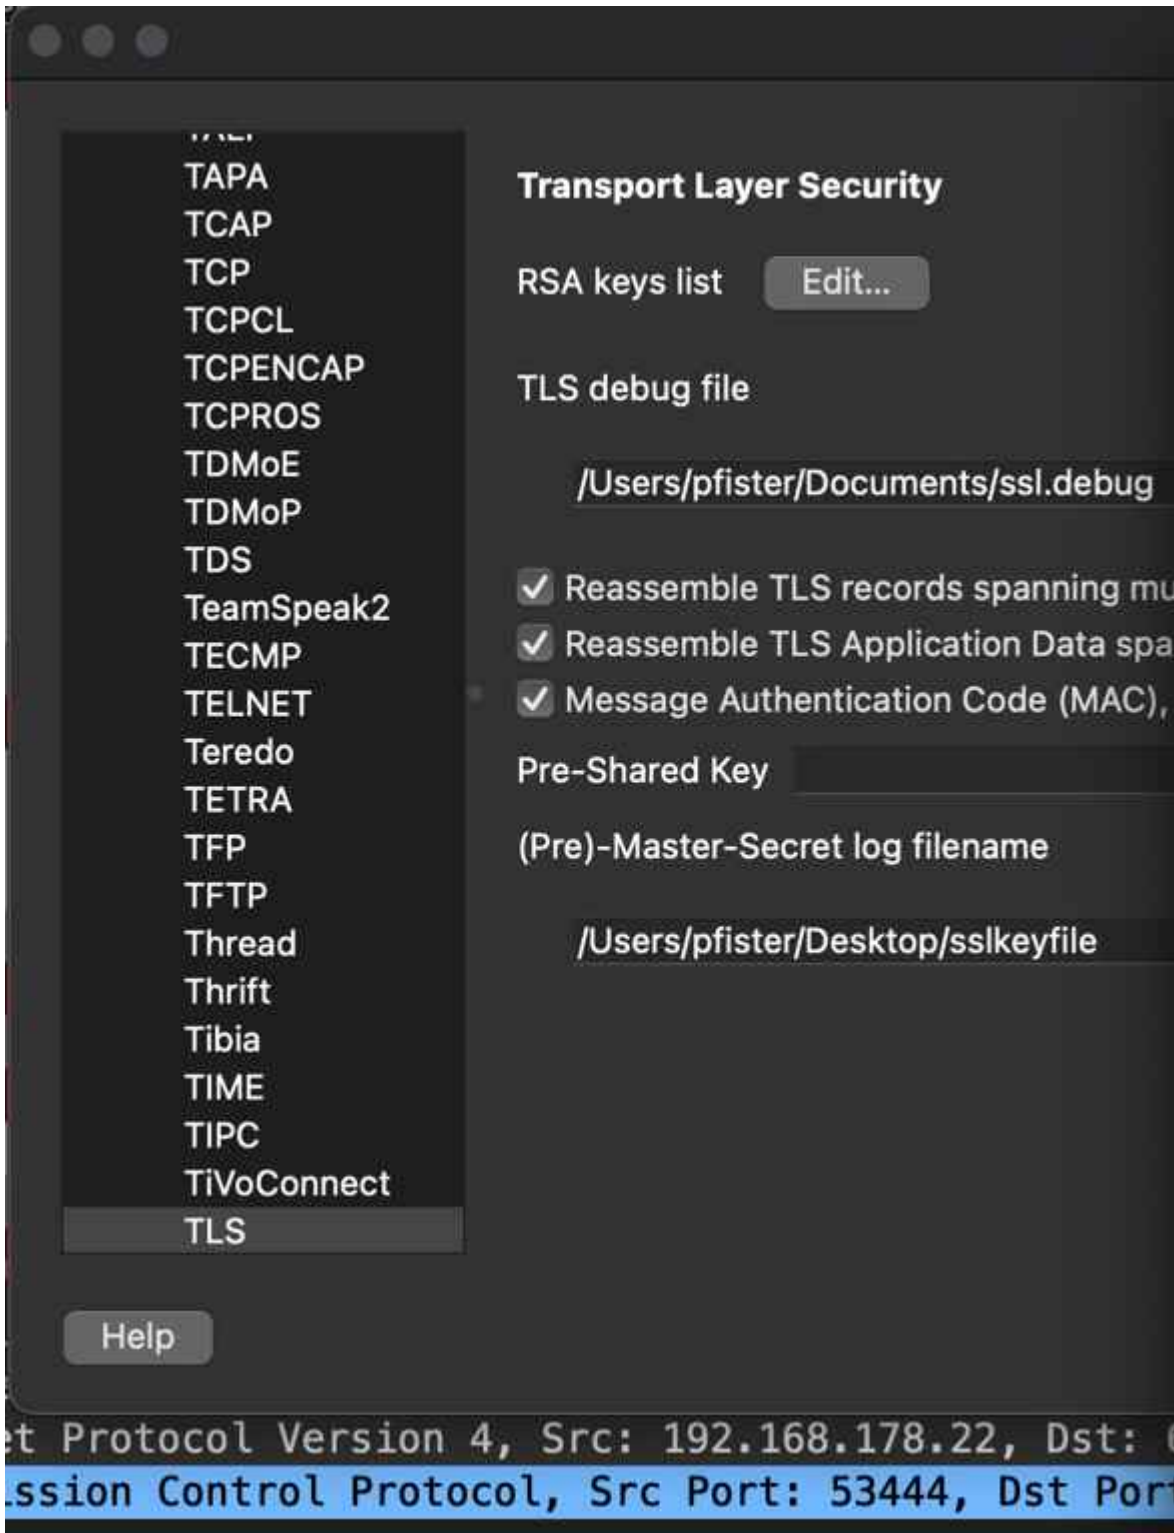 TAPA
TCAP
TCP
TCPCL
TCPENCAP
TCPROS
TDMoE
TDMoP
TDS
TeamSpeak2
TECMP
TELNET
Teredo
TETRA
TFP
TFTP
Thread
Thrift
Tibia
TIME
TIPC
TiVoConnect
TLS
Help
Transport Layer Security
RSA keys list Edit...
TLS debug file
/Users/pfister/Documents/ssl.debug
Reassemble TLS records spanning mu
Reassemble TLS Application Data spa
Message Authentication Code (MAC),
Pre-Shared Key
(Pre)-Master-Secret log filename
/Users/pfister/Desktop/sslkeyfile
et Protocol Version 4, Src: 192.168.178.22, Dst:
ssion Control Protocol, Src Port: 53444, Dst Port